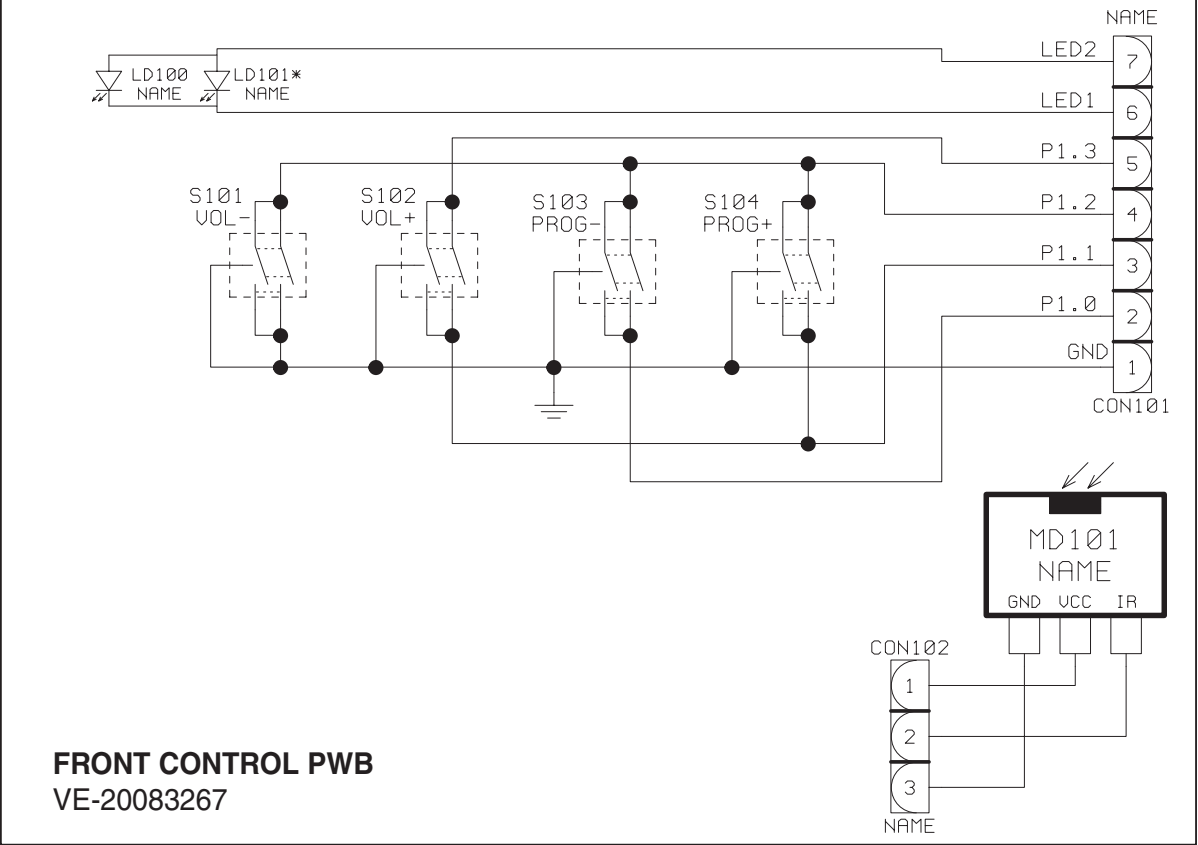 NAME
LED2
7
LD100
NAME
LD101*
NAME
LED1
6
P1.3
5
S101
VOL-
S102
VOL+
S103
PROG-
S104
PROG+
P1.2
4
P1.1
3
P1.0
2
GND
1
CON101
MD101
NAME
GND VCC IR
CON102
1
2
3
NAME
FRONT CONTROL PWB
VE-20083267